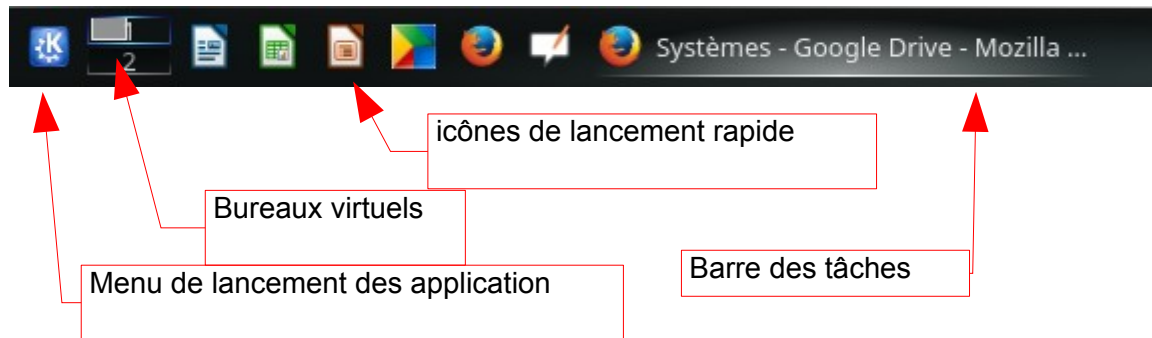 K
2
Systèmes - Google Drive - Mozilla ...
icônes de lancement rapide
Bureaux virtuels
Barre des tâches
Menu de lancement des application